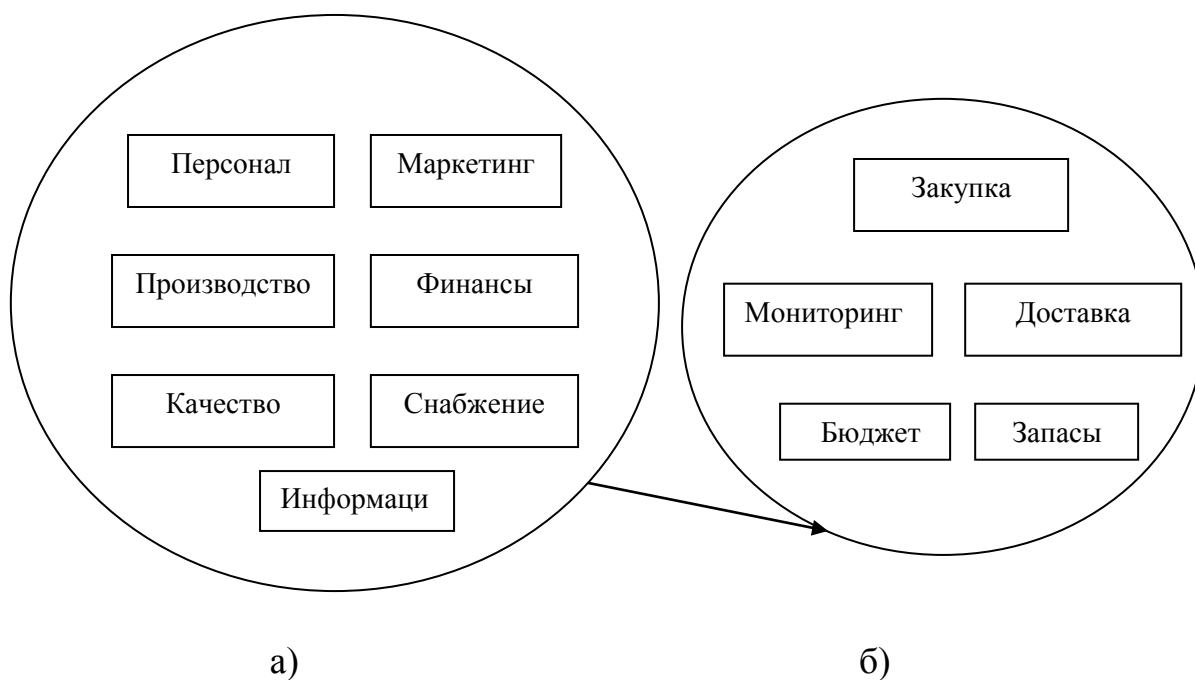 Персонал
Маркетинг
Производство
Финансы
Качество
Снабжение
Информаци
а)
Закупка
Мониторинг
Доставка
Бюджет
Запасы
б)